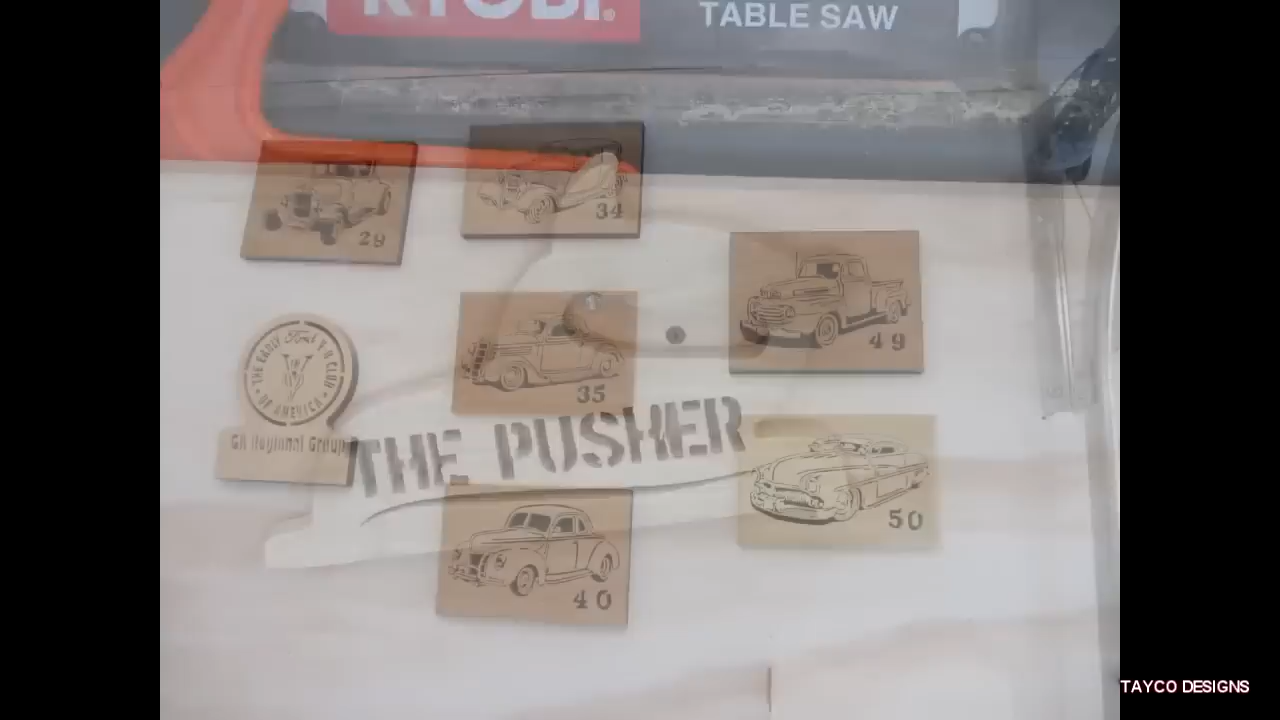 RYOBI
TABLE SAW
29
34
49
35
THE EARLY Ford V-8 CLUB
OF AMERICA
GR Regional Group
THE PUSHER
50
40
TAYCO DESIGNS